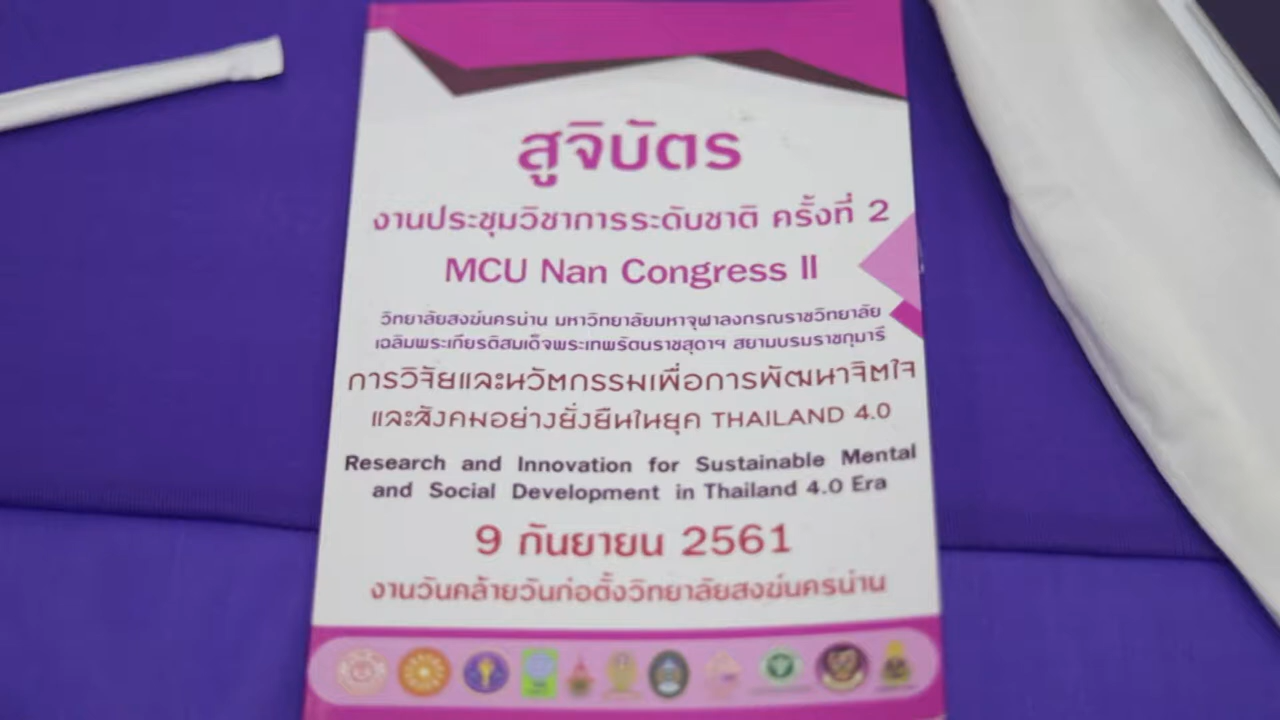 สูจิบัตร
งานประชุมวิชาการระดับชาติ ครั้งที่ 2
MCU Nan Congress II
วิทยาลัยสงฆ์นครน่าน มหาวิทยาลัยมหาจุฬาลงกรณราชวิทยาลัย
เฉลิมพระเกียรติสมเด็จพระเทพรัตนราชสุดาฯ สยามบรมราชกุมารี
การวิจัยและนวัตกรรมเพื่อการพัฒนาจิตใจ
และสังคมอย่างยั่งยืนในยุค THAILAND 4.0
Research and Innovation for Sustainable Mental
and Social Development in Thailand 4.0 Era
9 กันยายน 2561
งานวันคล้ายวันก่อตั้งวิทยาลัยสงฆ์นครน่าน